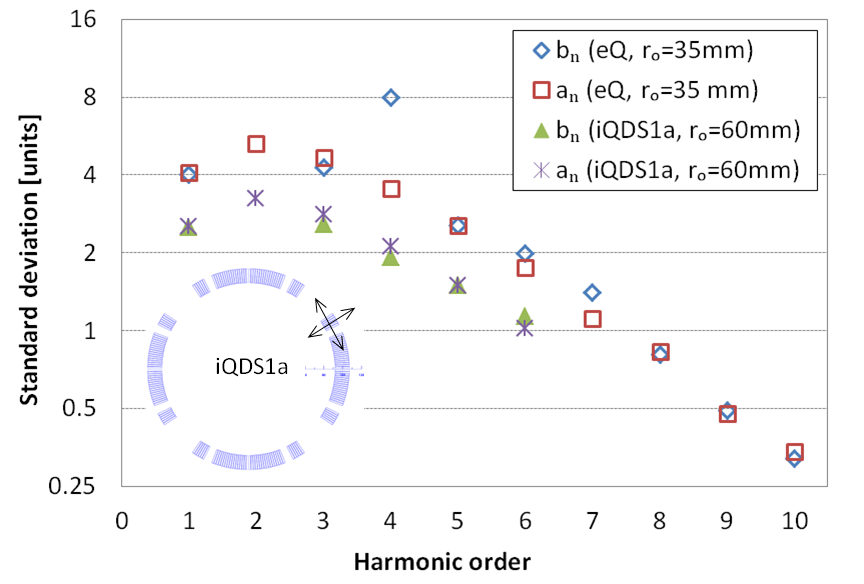 16
8
4
2
1
0.5
0.25
Standard deviation [units]
bₙ (eQ, rₒ=35mm)
aₙ (eQ, rₒ=35 mm)
bₙ (iQDS1a, rₒ=60mm)
aₙ (iQDS1a, rₒ=60mm)
iQDS1a
0 1 2 3 4 5 6 7 8 9 10
Harmonic order